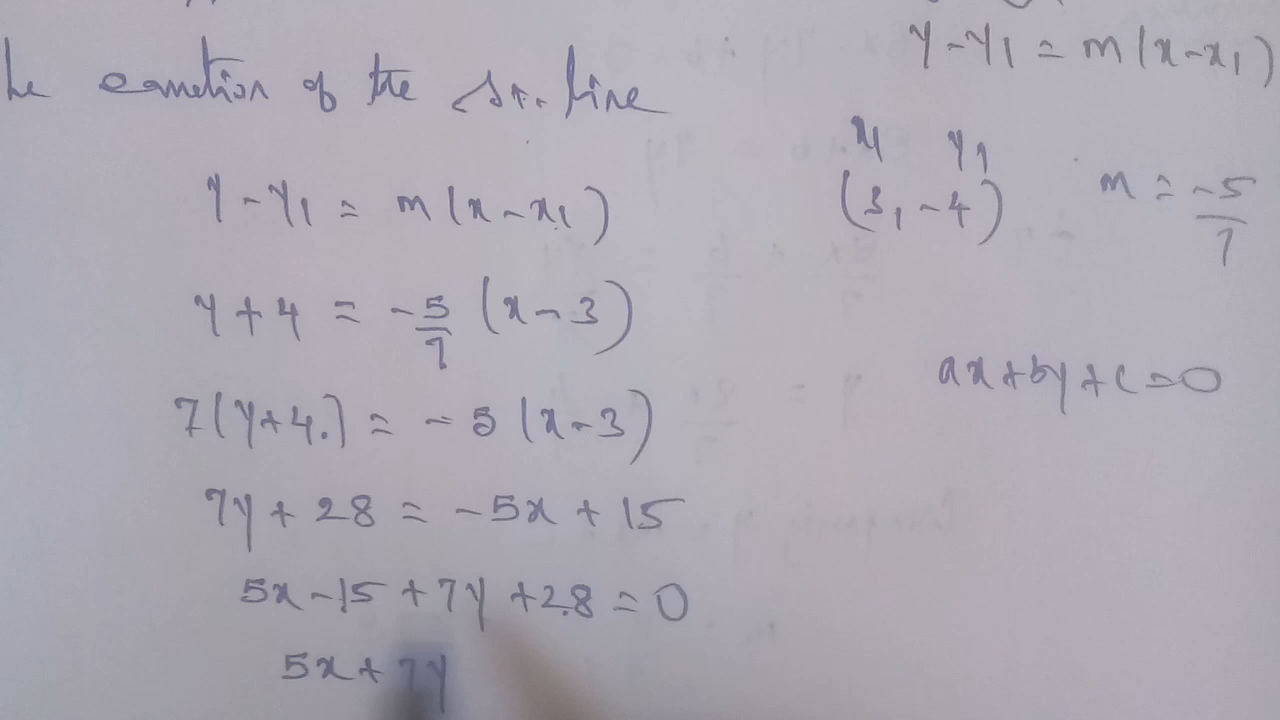 he equation of the st. line
y - y1 = m(x - x1)
y + 4 = -5/7 (x - 3)
7(y + 4.) = -5 (x - 3)
7y + 28 = -5x + 15
5x - 15 + 7y + 28 = 0
5x + 7y
y - y1 = m(x - x1)
x1 y1
(3, -4) m = -5/7
ax + by + c = 0